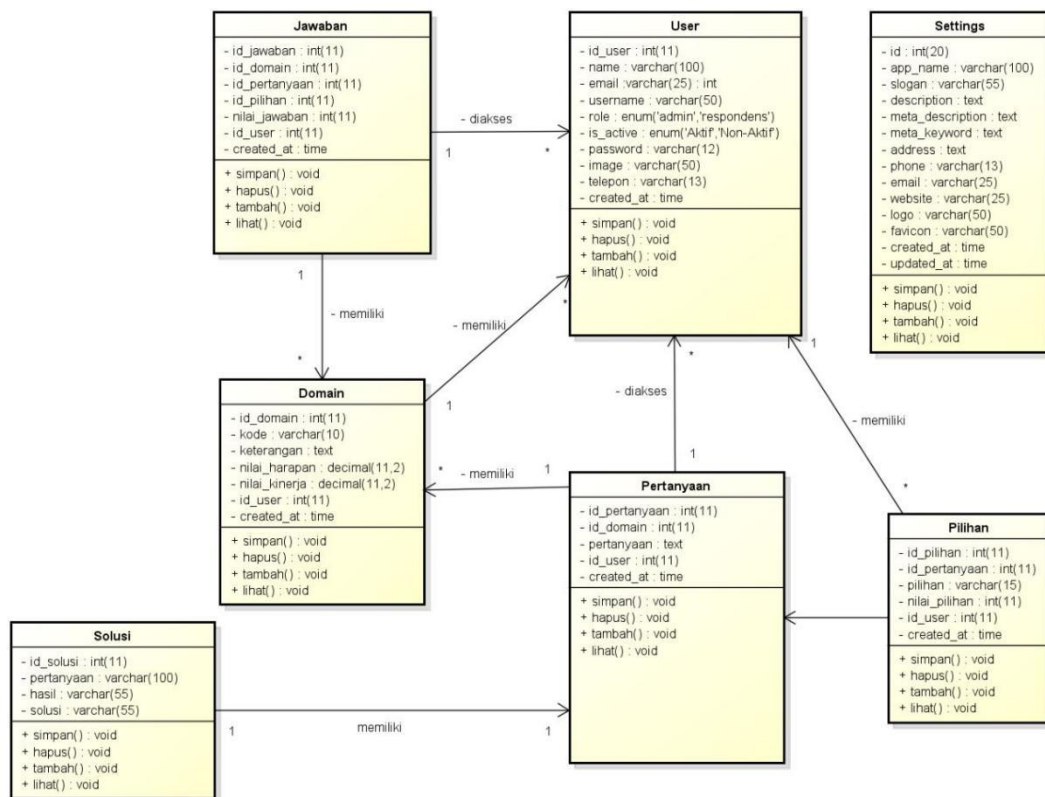 Jawaban
- id_jawaban : int(11)
- id_domain : int(11)
- id_pertanyaan : int(11)
- id_pilihan : int(11)
- nilai_jawaban : int(11)
- id_user : int(11)
- created_at : time
+ simpan() : void
+ hapus() : void
+ tambah() : void
+ lihat() : void
- diakses
1
*
User
- id_user : int(11)
- name : varchar(100)
- email :varchar(25) : int
- username : varchar(50)
- role : enum('admin','respondens')
- is_active : enum('Aktif','Non-Aktif')
- password : varchar(12)
- image : varchar(50)
- telepon : varchar(13)
- created_at : time
+ simpan() : void
+ hapus() : void
+ tambah() : void
+ lihat() : void
Settings
- id : int(20)
- app_name : varchar(100)
- slogan : varchar(55)
- description : text
- meta_description : text
- meta_keyword : text
- address : text
- phone : varchar(13)
- email : varchar(25)
- website : varchar(25)
- logo : varchar(50)
- favicon : varchar(50)
- created_at : time
- updated_at : time
+ simpan() : void
+ hapus() : void
+ tambah() : void
+ lihat() : void
1
- memiliki
*
- memiliki
*
1
*
- diakses
1
1
- memiliki
*
Domain
- id_domain : int(11)
- kode : varchar(10)
- keterangan : text
- nilai_harapan : decimal(11,2)
- nilai_kinerja : decimal(11,2)
- id_user : int(11)
- created_at : time
+ simpan() : void
+ hapus() : void
+ tambah() : void
+ lihat() : void
*
- memiliki
1
Pertanyaan
- id_pertanyaan : int(11)
- id_domain : int(11)
- pertanyaan : text
- id_user : int(11)
- created_at : time
+ simpan() : void
+ hapus() : void
+ tambah() : void
+ lihat() : void
Pilihan
- id_pilihan : int(11)
- id_pertanyaan : int(11)
- pilihan : varchar(15)
- nilai_pilihan : int(11)
- id_user : int(11)
- created_at : time
+ simpan() : void
+ hapus() : void
+ tambah() : void
+ lihat() : void
Solusi
- id_solusi : int(11)
- pertanyaan : varchar(100)
- hasil : varchar(55)
- solusi : varchar(55)
+ simpan() : void
+ hapus() : void
+ tambah() : void
+ lihat() : void
1
memiliki
1